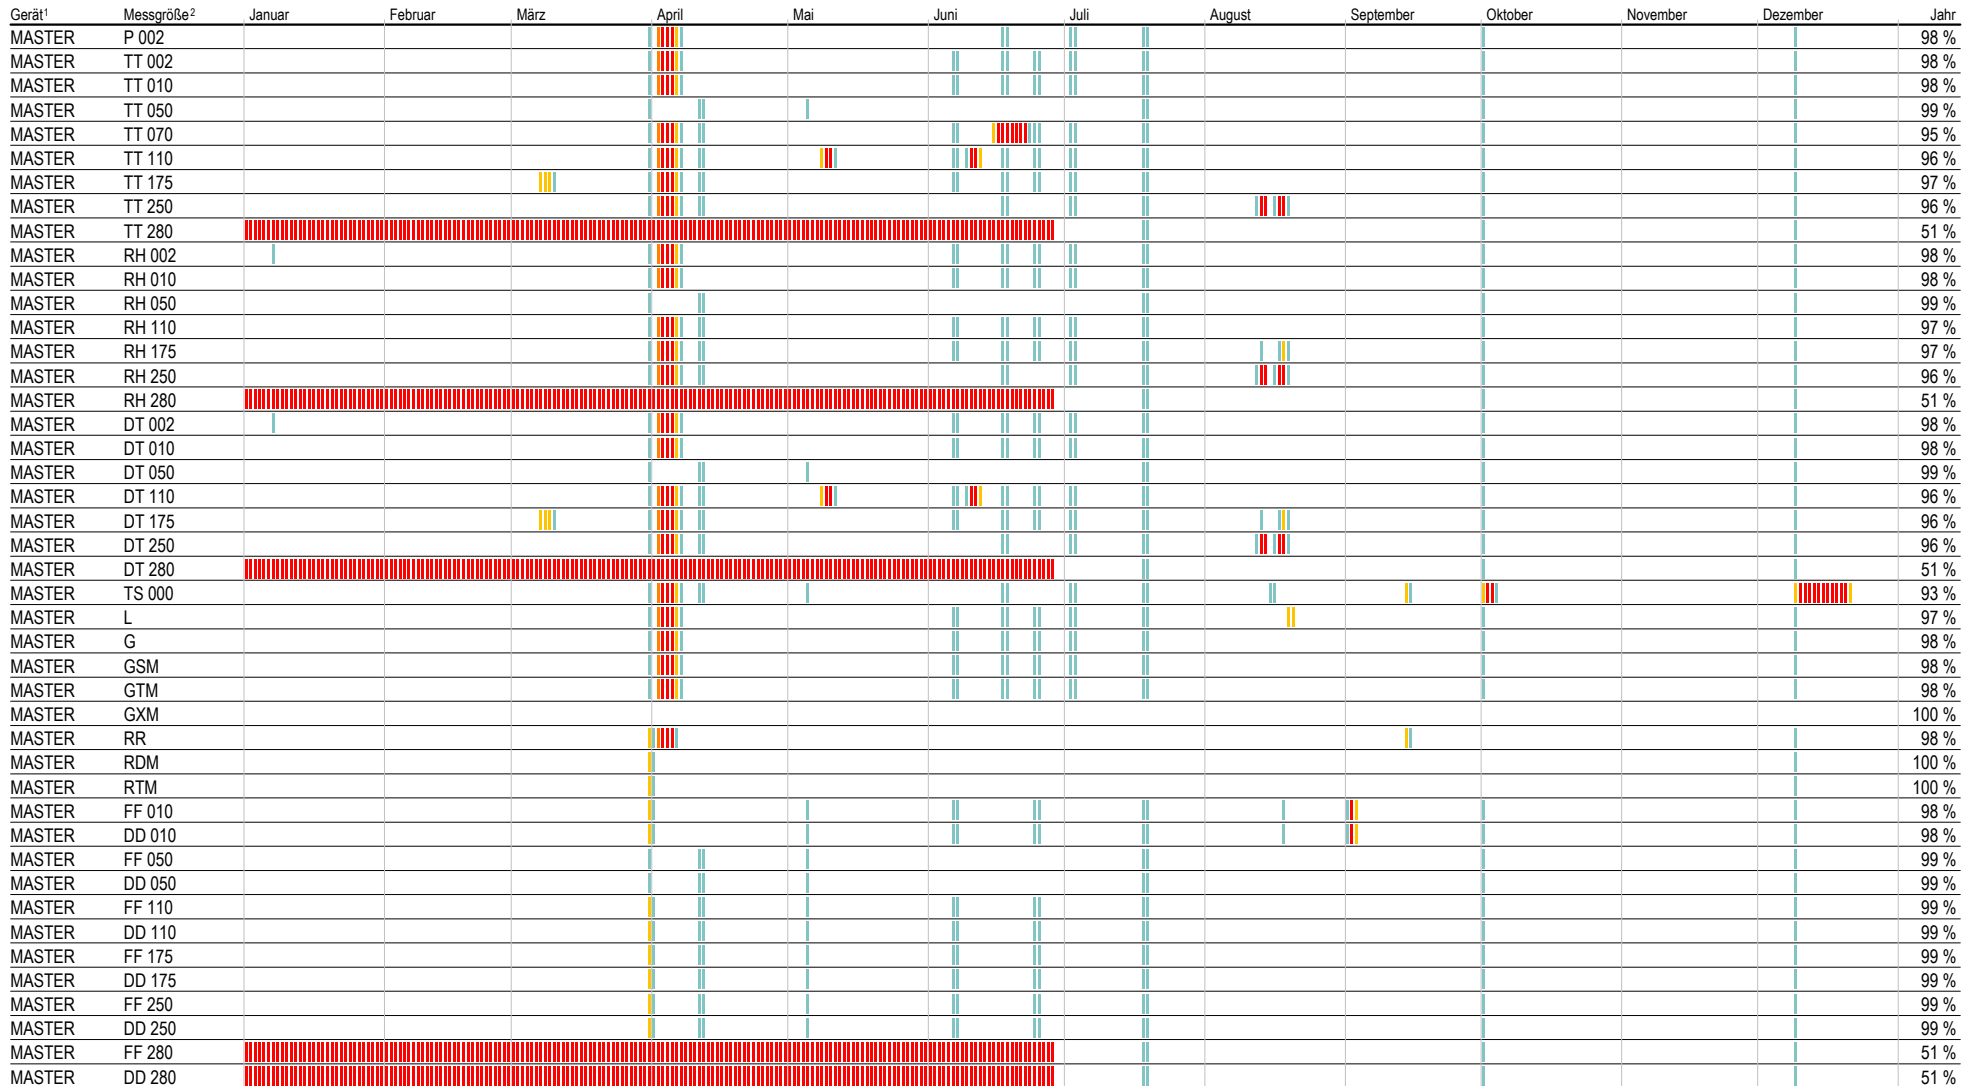 Gerät¹ Messgröße² Januar Februar März April Mai Juni Juli August September Oktober November Dezember Jahr
MASTER P 002 98 %
MASTER TT 002 98 %
MASTER TT 010 98 %
MASTER TT 050 99 %
MASTER TT 070 95 %
MASTER TT 110 96 %
MASTER TT 175 97 %
MASTER TT 250 96 %
MASTER TT 280 51 %
MASTER RH 002 98 %
MASTER RH 010 98 %
MASTER RH 050 99 %
MASTER RH 110 97 %
MASTER RH 175 97 %
MASTER RH 250 96 %
MASTER RH 280 51 %
MASTER DT 002 98 %
MASTER DT 010 98 %
MASTER DT 050 99 %
MASTER DT 110 96 %
MASTER DT 175 96 %
MASTER DT 250 96 %
MASTER DT 280 51 %
MASTER TS 000 93 %
MASTER L 97 %
MASTER G 98 %
MASTER GSM 98 %
MASTER GTM 98 %
MASTER GXM 100 %
MASTER RR 98 %
MASTER RDM 100 %
MASTER RTM 100 %
MASTER FF 010 98 %
MASTER DD 010 98 %
MASTER FF 050 99 %
MASTER DD 050 99 %
MASTER FF 110 99 %
MASTER DD 110 99 %
MASTER FF 175 99 %
MASTER DD 175 99 %
MASTER FF 250 99 %
MASTER DD 250 99 %
MASTER FF 280 51 %
MASTER DD 280 51 %